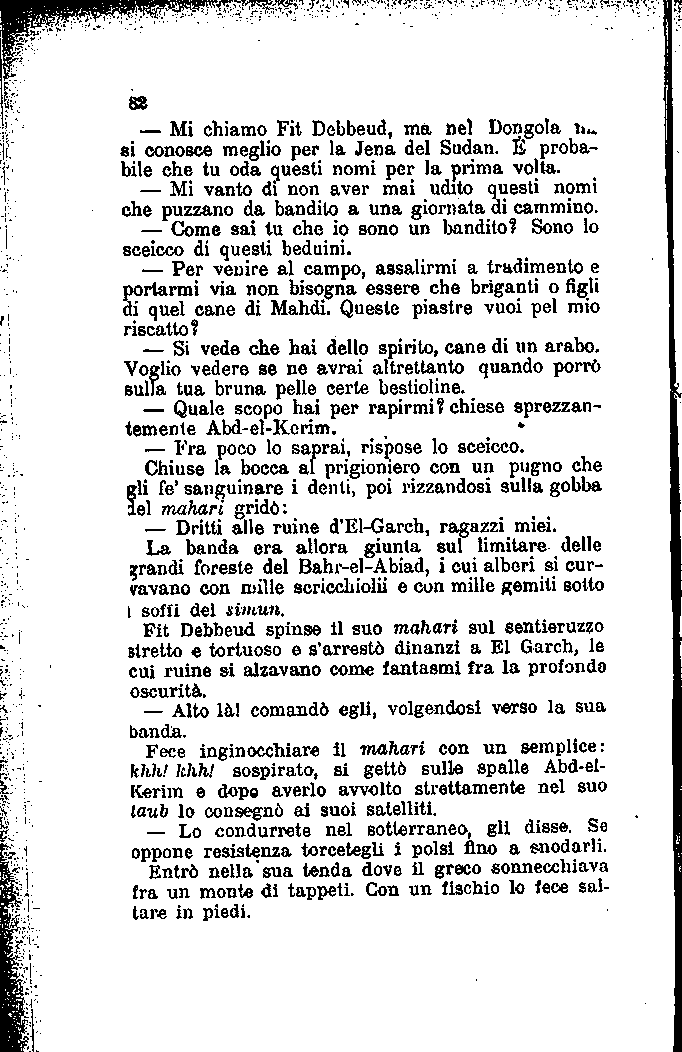 82
— Mi chiamo Fit Debbeud, ma nel Dongola
si conosce meglio per la Jena del Sudan. È proba-
bile che tu oda questi nomi per la prima volta.
— Mi vanto di non aver mai udito questi nomi
che puzzano da bandito a una giornata di cammino.
— Come sai tu che io sono un bandito? Sono lo
sceicco di questi beduini.
— Per venire al campo, assalirmi a tradimento e
portarmi via non bisogna essere che briganti o figli
di quel cane di Mahdi. Queste piastre vuoi pel mio
riscatto?
— Si vede che hai dello spirito, cane di un arabo.
Voglio vedere se ne avrai altrettanto quando porrò
sulla tua bruna pelle certe bestioline.
— Quale scopo hai per rapirmi? chiese sprezzan-
temente Abd-el-Kerim.
— Fra poco lo saprai, rispose lo sceicco.
Chiuse la bocca al prigioniero con un pugno che
gli fe' sanguinare i denti, poi rizzandosi sulla gobba
del mahari gridò:
— Dritti alle ruine d'El-Garch, ragazzi miei.
La banda era allora giunta sul limitare delle
grandi foreste del Bahr-el-Abiad, i cui alberi si cur-
vavano con mille scricchiolii e con mille gemiti sotto
i soffi del simun.
Fit Debbeud spinse il suo mahari sul sentieruzzo
stretto e tortuoso e s'arrestò dinanzi a El Garch, le
cui ruine si alzavano come fantasmi fra la profonda
oscurità.
— Alto là! comandò egli, volgendosi verso la sua
banda.
Fece inginocchiare il mahari con un semplice:
khh! khh! sospirato, si gettò sulle spalle Abd-el-
Kerim e dopo averlo avvolto strettamente nel suo
taub lo consegnò ai suoi satelliti.
— Lo condurrete nel sotterraneo, gli disse. Se
oppone resistenza torcetegli i polsi fino a snodarli.
Entrò nella sua tenda dove il greco sonnecchiava
fra un monte di tappeti. Con un fischio lo fece sal-
tare in piedi.